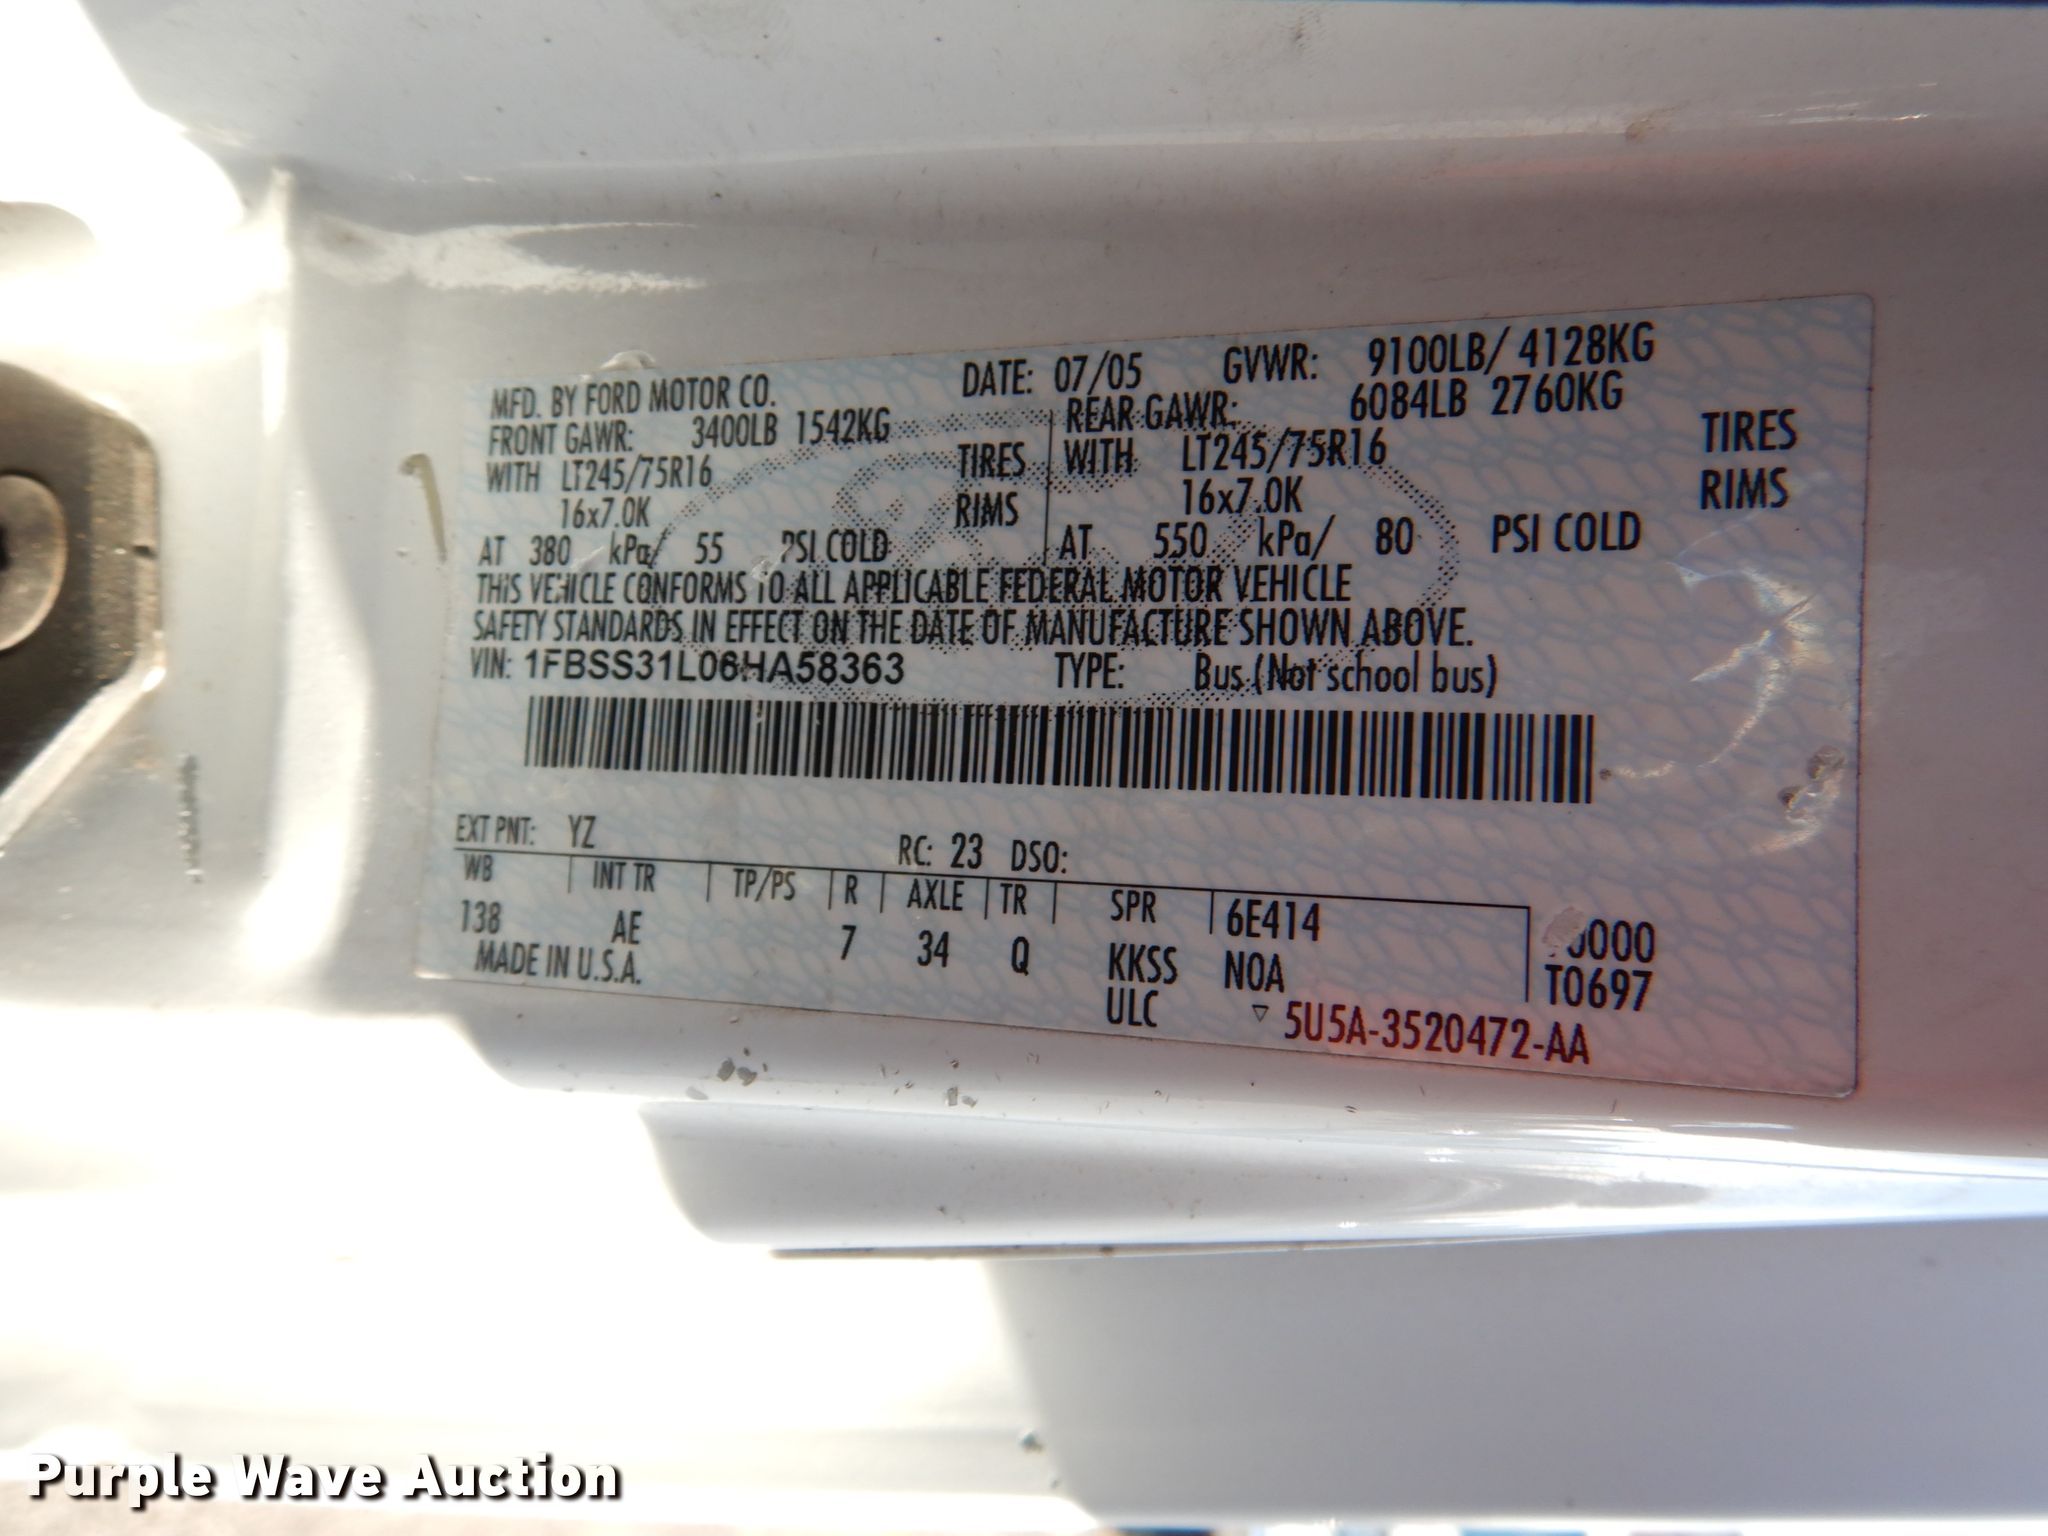 MFD. BY FORD MOTOR CO. DATE: 07/05 GVWR: 9100LB/ 4128KG
FRONT GAWR: 3400LB 1542KG REAR GAWR: 6084LB 2760KG
WITH LT245/75R16 TIRES WITH LT245/75R16 TIRES
16x7.0K RIMS 16x7.0K RIMS
AT 380 kPa/ 55 PSI COLD AT 550 kPa/ 80 PSI COLD
THIS VEHICLE CONFORMS TO ALL APPLICABLE FEDERAL MOTOR VEHICLE
SAFETY STANDARDS IN EFFECT ON THE DATE OF MANUFACTURE SHOWN ABOVE.
VIN: 1FBSS31L06HA58363 TYPE: Bus (Not school bus)
EXT PNT: YZ RC: 23 DSO:
WB INT TR TP/PS R AXLE TR SPR 6E414
138 AE 7 34 Q KKSS NOA T0697
MADE IN U.S.A. ULC ▽ 5U5A-3520472-AA
Purple Wave Auction